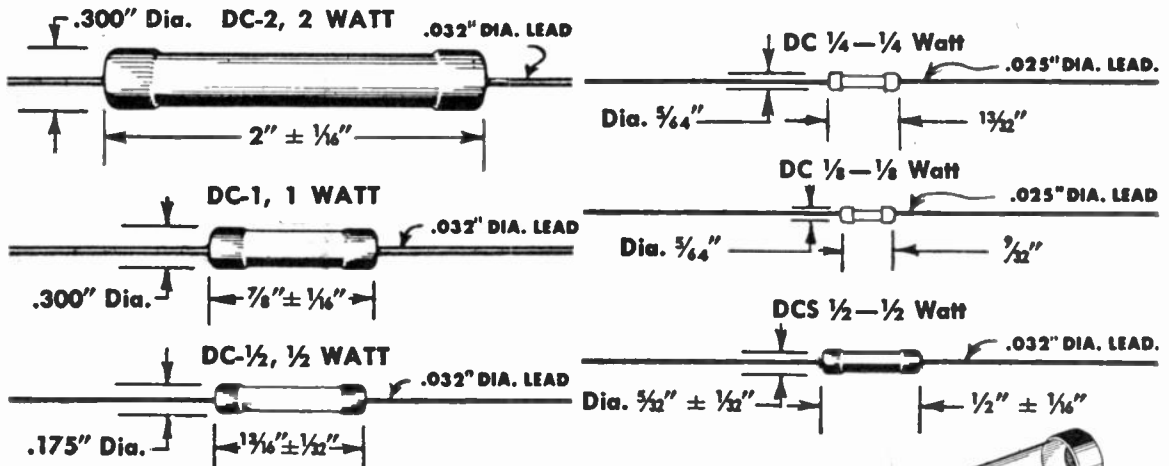 .300" Dia. DC-2, 2 WATT
.032" DIA. LEAD
2" ± 1/16"
DC-1, 1 WATT
.032" DIA. LEAD
.300" Dia.
7/8" ± 1/16"
DC-½, ½ WATT
.032" DIA. LEAD
.175" Dia.
13/16" ± 1/32"
DC ¼—¼ Watt
.025" DIA. LEAD.
Dia. 5/64"
13/32"
DC ⅛—⅛ Watt
.025" DIA. LEAD
Dia. 5/64"
9/32"
DCS ½—½ Watt
.032" DIA. LEAD.
Dia. 5/32" ± 1/32"
½" ± 1/16"